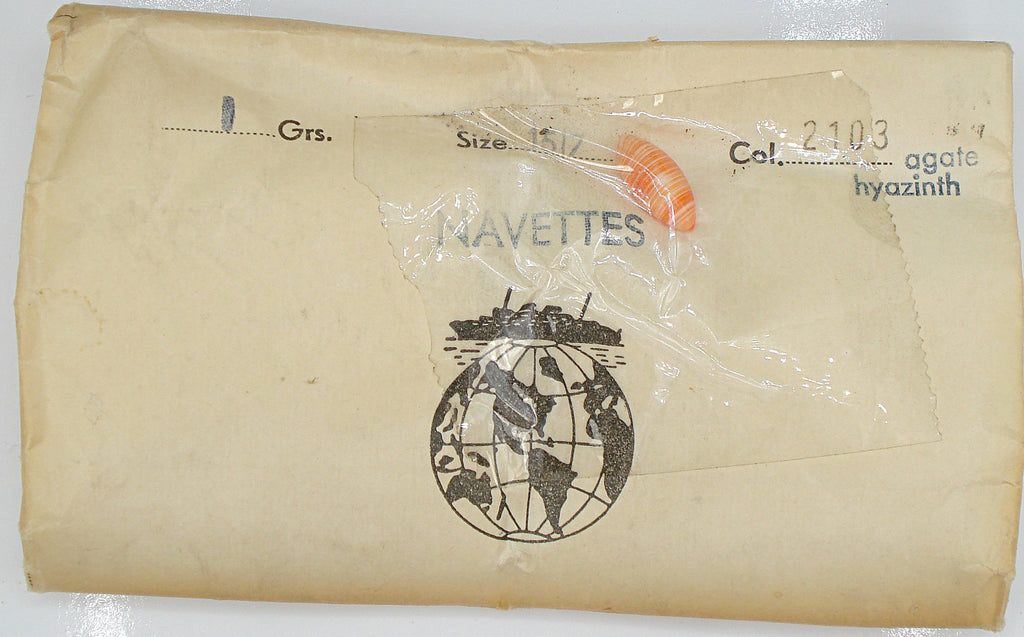 1 Grs. Size 15/7 Col. 2103
agate
hyazinth
NAVETTES